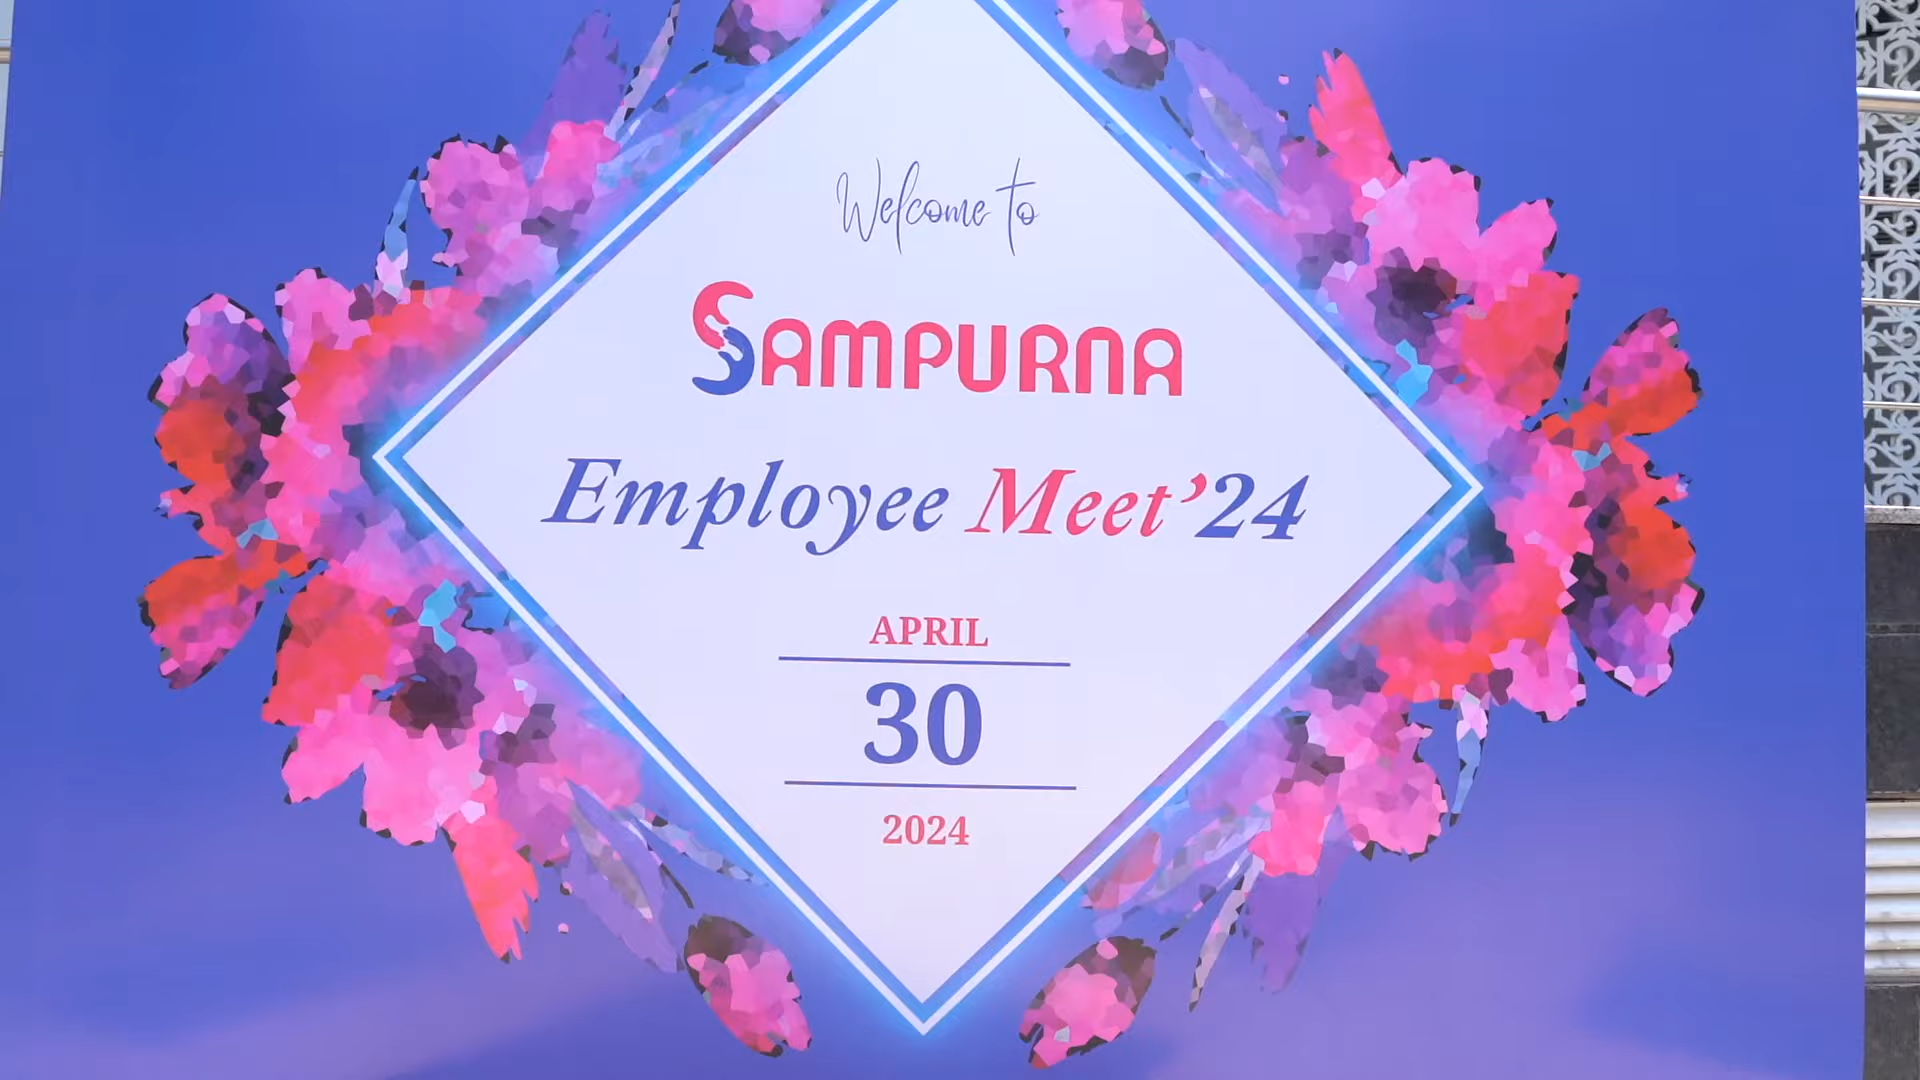 Welcome to
SAMPURNA
Employee Meet’24
APRIL
30
2024